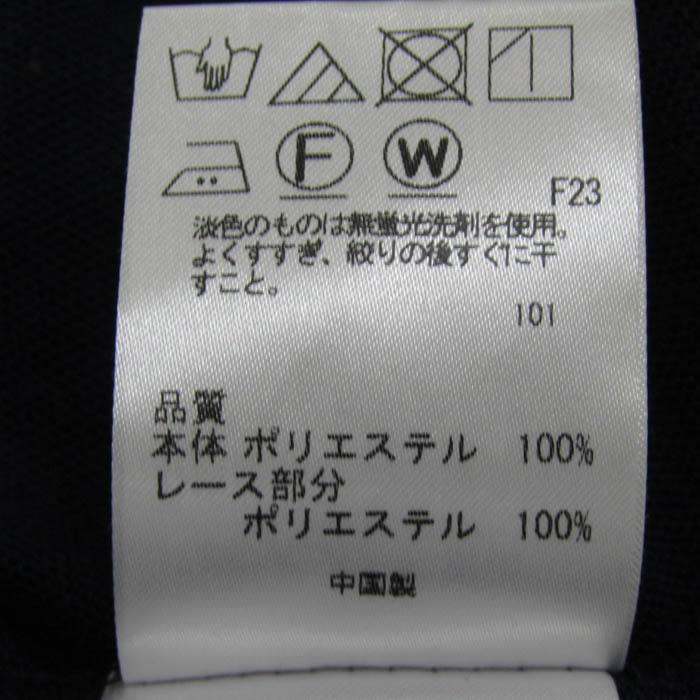 F W
F23
淡色のものは無蛍光洗剤を使用。
よくすすぎ、絞りの後すぐに干
すこと。
101
品質
本体 ポリエステル 100%
レース部分
ポリエステル 100%
中国製